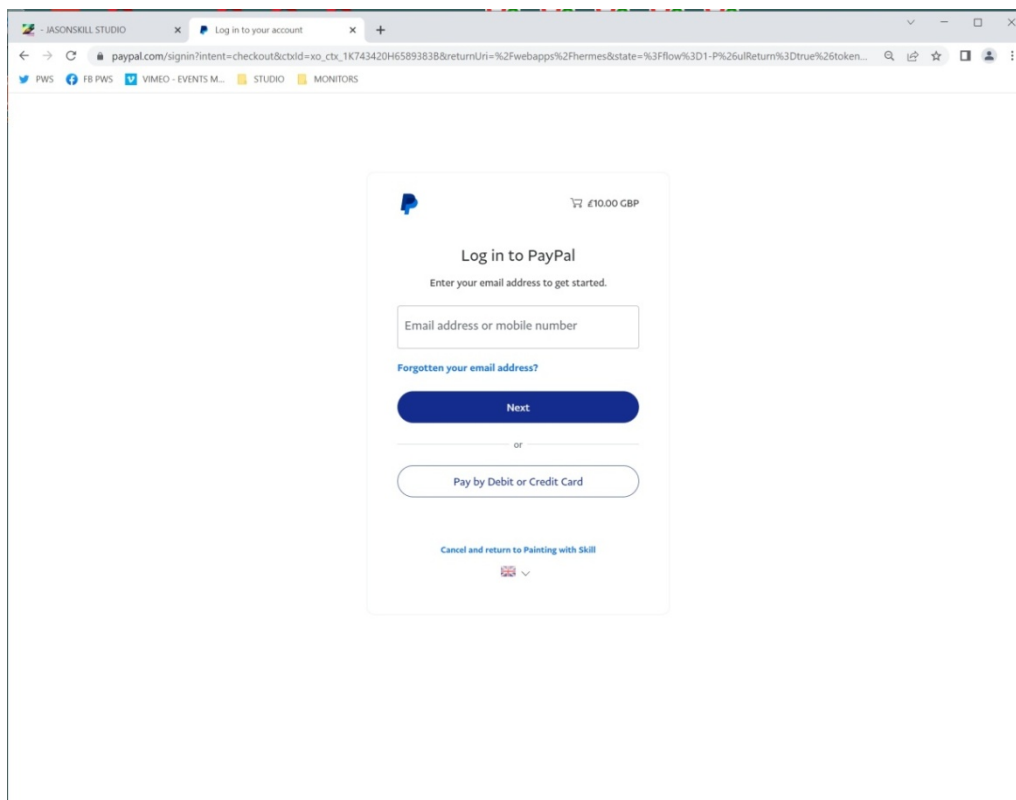 - JASONSKILL STUDIO
Log in to your account
paypal.com/signin?intent=checkout&ctxId=xo_ctx_1K743420H6589383B&returnUri=%2Fwebapps%2Fhermes&state=%3Fflow%3D1-P%26ulReturn%3Dtrue%26token...
PWS FB PWS VIMEO - EVENTS M... STUDIO MONITORS
£10.00 GBP
Log in to PayPal
Enter your email address to get started.
Email address or mobile number
Forgotten your email address?
Next
or
Pay by Debit or Credit Card
Cancel and return to Painting with Skill